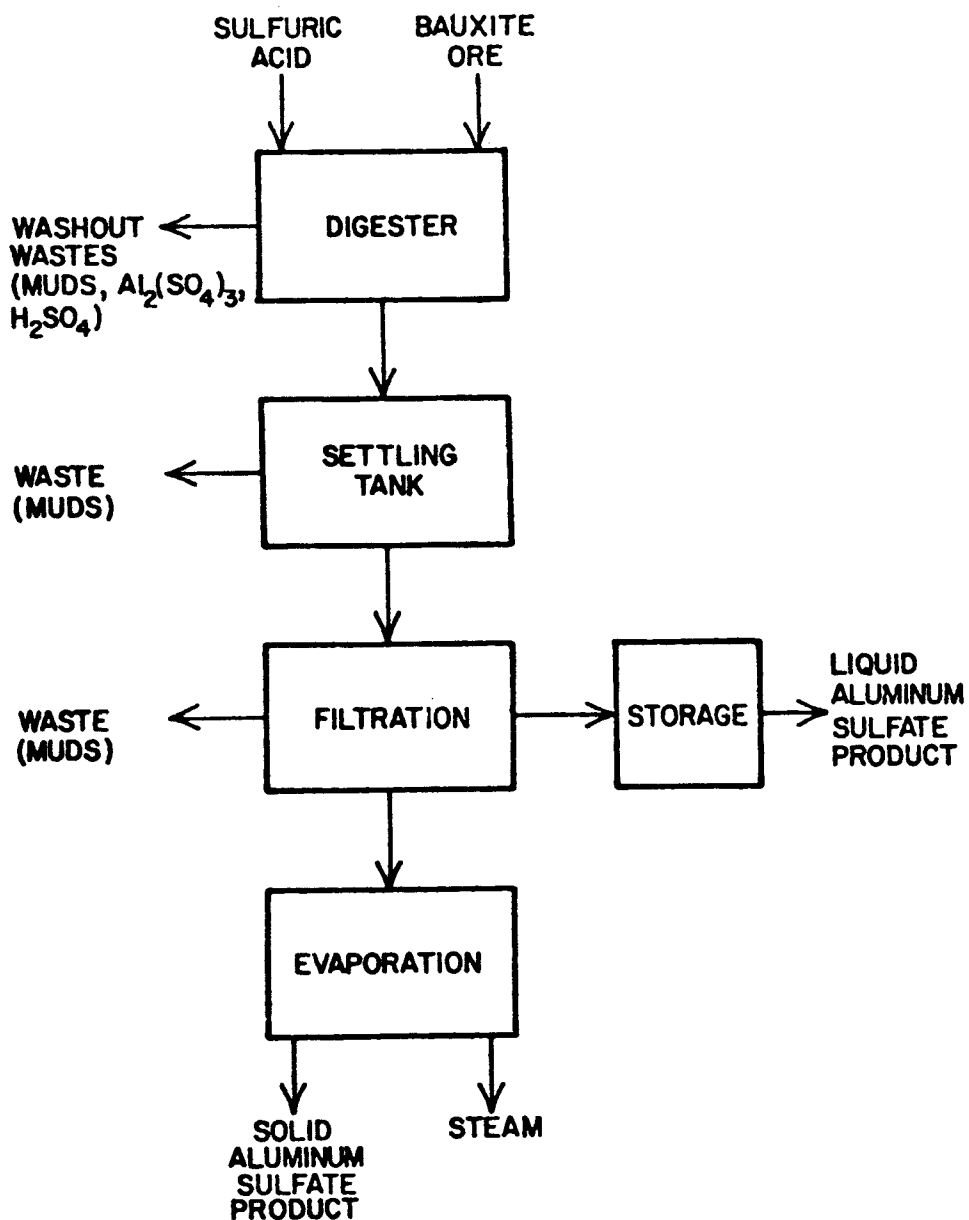 SULFURIC
ACID
BAUXITE
ORE
DIGESTER
WASHOUT
WASTES
(MUDS, Al₂(SO₄)₃,
H₂SO₄)
SETTLING
TANK
WASTE
(MUDS)
FILTRATION
STORAGE
LIQUID
ALUMINUM
SULFATE
PRODUCT
WASTE
(MUDS)
EVAPORATION
SOLID
ALUMINUM
SULFATE
PRODUCT
STEAM